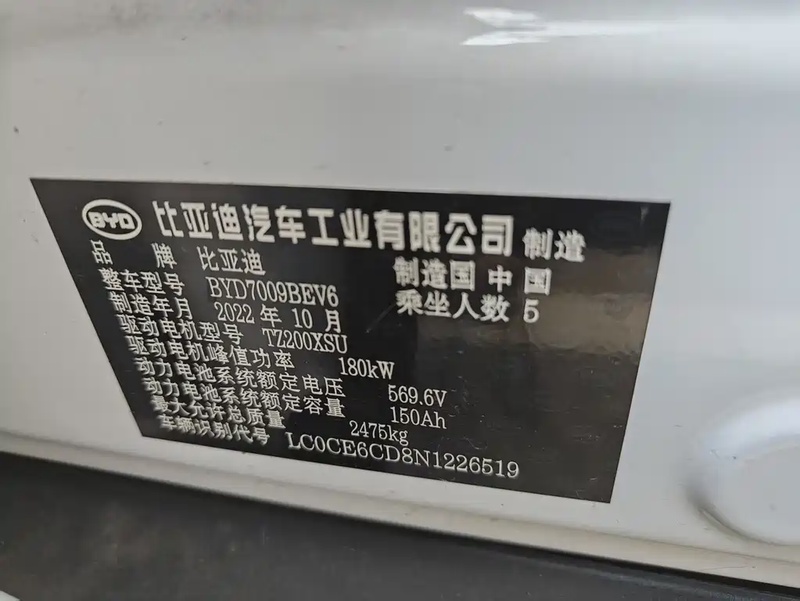 BYD 比亚迪汽车工业有限公司 制造
品牌 比亚迪 制造国 中国
整车型号 BYD7009BEV6 乘坐人数 5
制造年月 2022 年 10 月
驱动电机型号 TZ200XSU
驱动电机峰值功率 180kW
动力电池系统额定电压 569.6V
动力电池系统额定容量 150Ah
最大允许总质量 2475kg
车辆识别代号 LC0CE6CD8N1226519